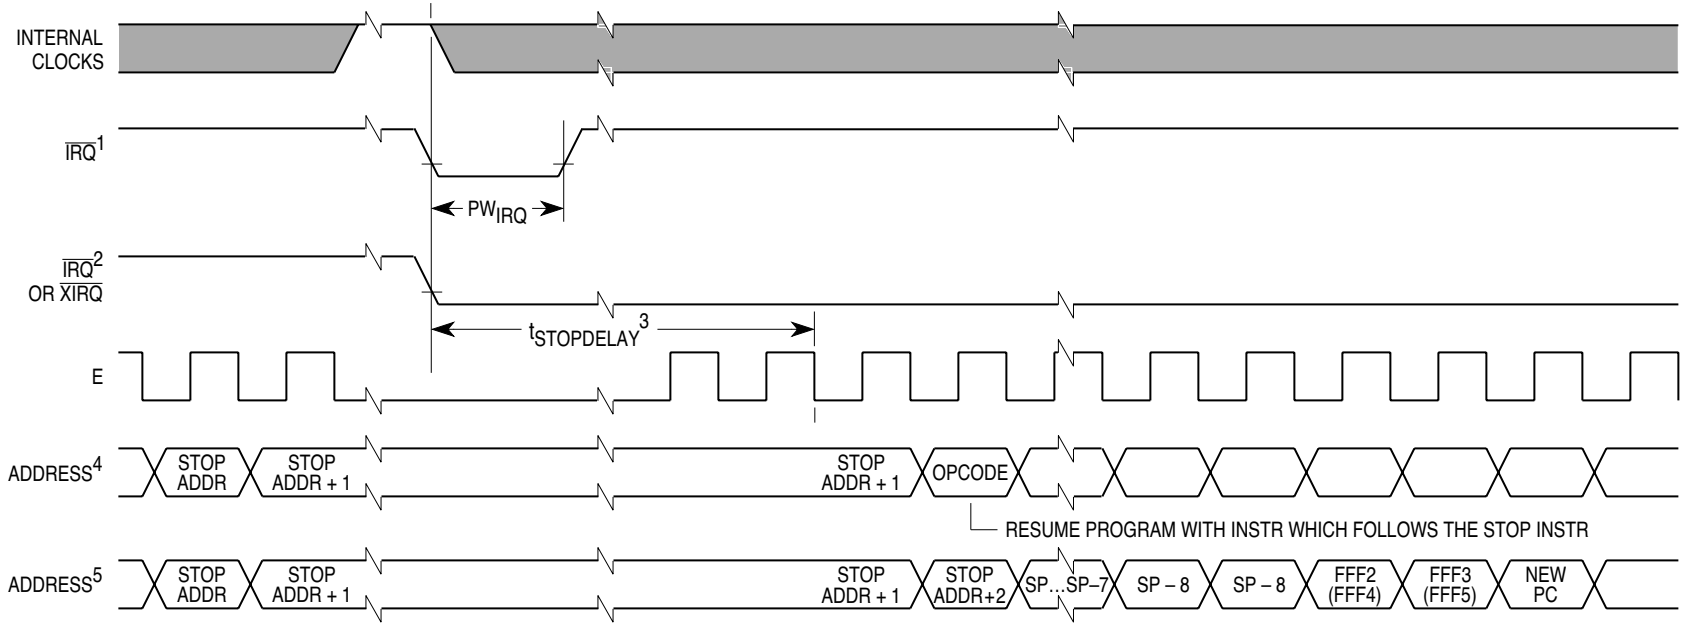 INTERNAL
CLOCKS
IRQ1
PWIRQ
IRQ2
OR XIRQ
tSTOPDELAY3
E
ADDRESS4
STOP
ADDR
STOP
ADDR + 1
STOP
ADDR + 1
OPCODE
RESUME PROGRAM WITH INSTR WHICH FOLLOWS THE STOP INSTR
ADDRESS5
STOP
ADDR
STOP
ADDR + 1
STOP
ADDR + 1
STOP
ADDR+2
SP…SP–7
SP – 8
SP – 8
FFF2
(FFF4)
FFF3
(FFF5)
NEW
PC